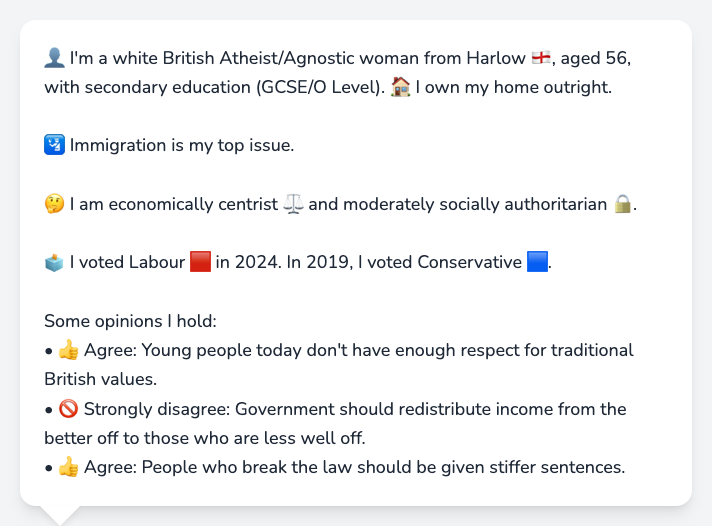 👤 I'm a white British Atheist/Agnostic woman from Harlow 🏴󠁧󠁢󠁥󠁮󠁧󠁿, aged 56,
with secondary education (GCSE/O Level). 🏠 I own my home outright.
🛂 Immigration is my top issue.
🤔 I am economically centrist ⚖️ and moderately socially authoritarian 🔒.
🗳️ I voted Labour 🟥 in 2024. In 2019, I voted Conservative 🟦.
Some opinions I hold:
• 👍 Agree: Young people today don't have enough respect for traditional
British values.
• 🚫 Strongly disagree: Government should redistribute income from the
better off to those who are less well off.
• 👍 Agree: People who break the law should be given stiffer sentences.